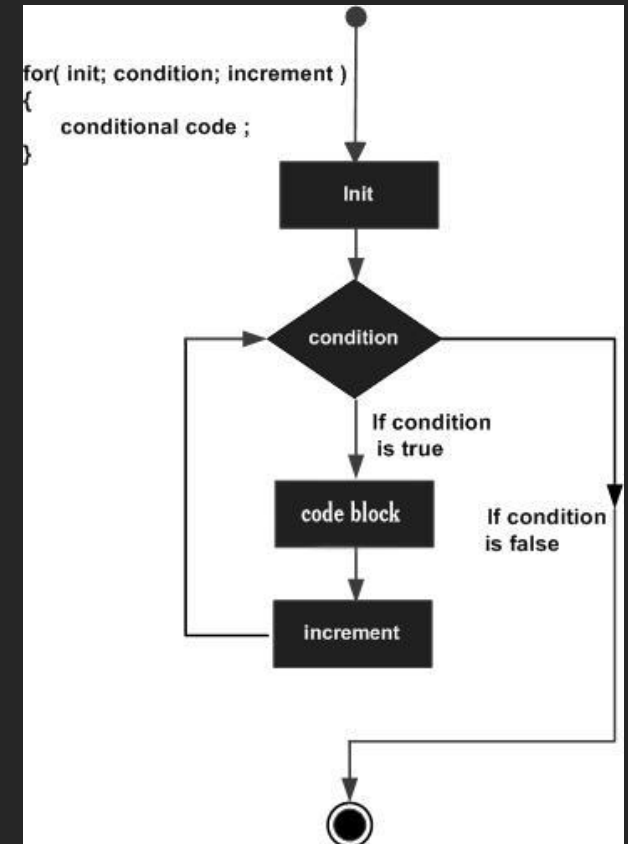 for( init; condition; increment )
{
conditional code ;
}
Init
condition
If condition
is true
code block
If condition
is false
increment